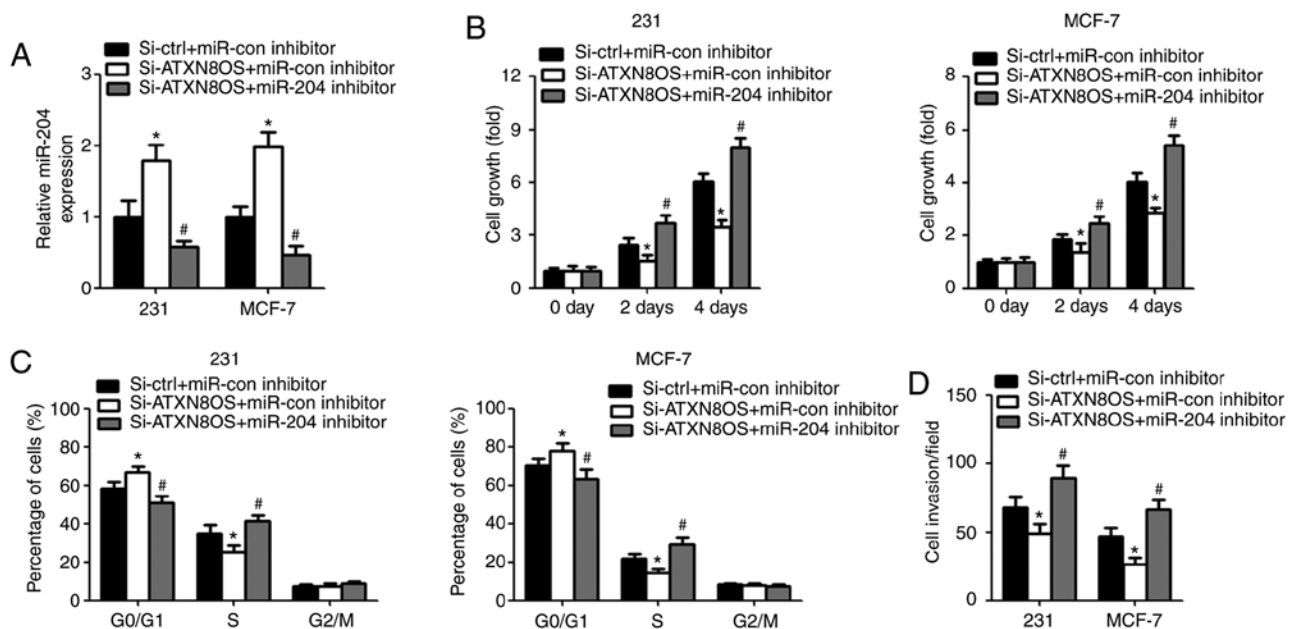 A
Si-ctrl+miR-con inhibitor
Si-ATXN8OS+miR-con inhibitor
Si-ATXN8OS+miR-204 inhibitor
Relative miR-204
expression
3
2
1
0
*
#
*
#
231
MCF-7
B
231
Si-ctrl+miR-con inhibitor
Si-ATXN8OS+miR-con inhibitor
Si-ATXN8OS+miR-204 inhibitor
Cell growth (fold)
12
9
6
3
0
*
#
*
#
0 day
2 days
4 days
MCF-7
Si-ctrl+miR-con inhibitor
Si-ATXN8OS+miR-con inhibitor
Si-ATXN8OS+miR-204 inhibitor
Cell growth (fold)
8
6
4
2
0
*
#
*
#
0 day
2 days
4 days
C
231
Si-ctrl+miR-con inhibitor
Si-ATXN8OS+miR-con inhibitor
Si-ATXN8OS+miR-204 inhibitor
Percentage of cells (%)
100
80
60
40
20
0
*
#
*
#
G0/G1
S
G2/M
MCF-7
Si-ctrl+miR-con inhibitor
Si-ATXN8OS+miR-con inhibitor
Si-ATXN8OS+miR-204 inhibitor
Percentage of cells (%)
100
80
60
40
20
0
*
#
*
#
G0/G1
S
G2/M
D
Si-ctrl+miR-con inhibitor
Si-ATXN8OS+miR-con inhibitor
Si-ATXN8OS+miR-204 inhibitor
Cell invasion/field
150
100
50
0
*
#
*
#
231
MCF-7